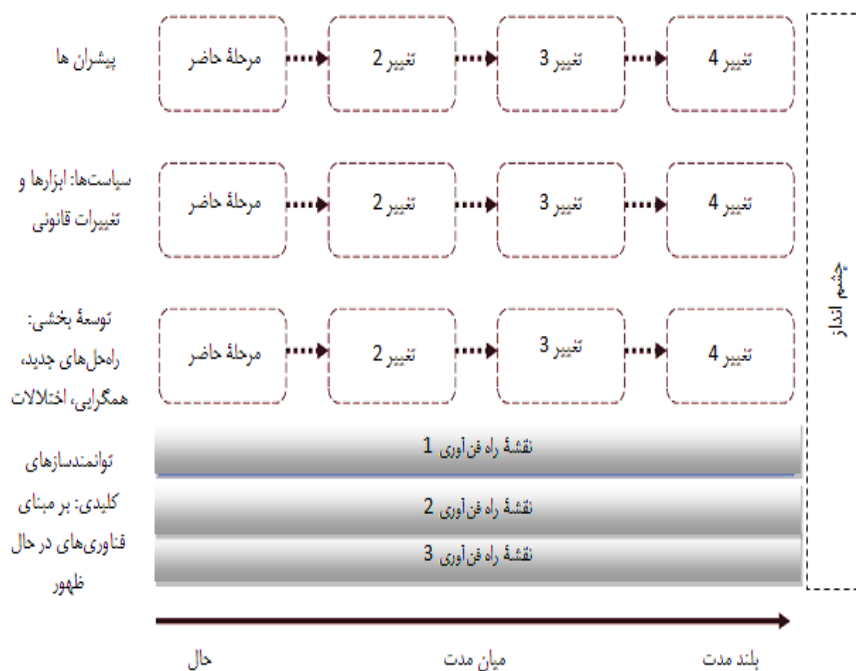 پیشران ها
مرحلهٔ حاضر
تغییر 2
تغییر 3
تغییر 4
سیاست‌ها: ابزارها و
تغییرات قانونی
مرحلهٔ حاضر
تغییر 2
تغییر 3
تغییر 4
توسعهٔ بخشی:
راه‌حل‌های جدید،
همگرایی، اختلالات
مرحلهٔ حاضر
تغییر 2
تغییر 3
تغییر 4
توانمندسازهای
کلیدی: بر مبنای
فناوری‌های در حال
ظهور
نقشهٔ راه فن‌آوری 1
نقشهٔ راه فن‌آوری 2
نقشهٔ راه فن‌آوری 3
چشم انداز
حال
میان مدت
بلند مدت